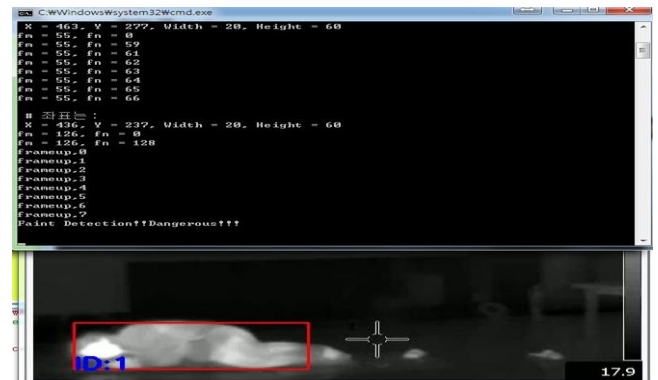 C:₩Windows₩system32₩cmd.exe
X = 463, Y = 277, Width = 20, Height = 60
fm = 55, fn = 0
fm = 55, fn = 59
fm = 55, fn = 61
fm = 55, fn = 62
fm = 55, fn = 63
fm = 55, fn = 64
fm = 55, fn = 65
fm = 55, fn = 66
# 좌표는 :
X = 436, Y = 237, Width = 20, Height = 60
fm = 126, fn = 0
fm = 126, fn = 128
frameup,0
frameup,1
frameup,2
frameup,3
frameup,4
frameup,5
frameup,6
frameup,7
Faint Detection!!Dangerous!!!
ID:1
17.9